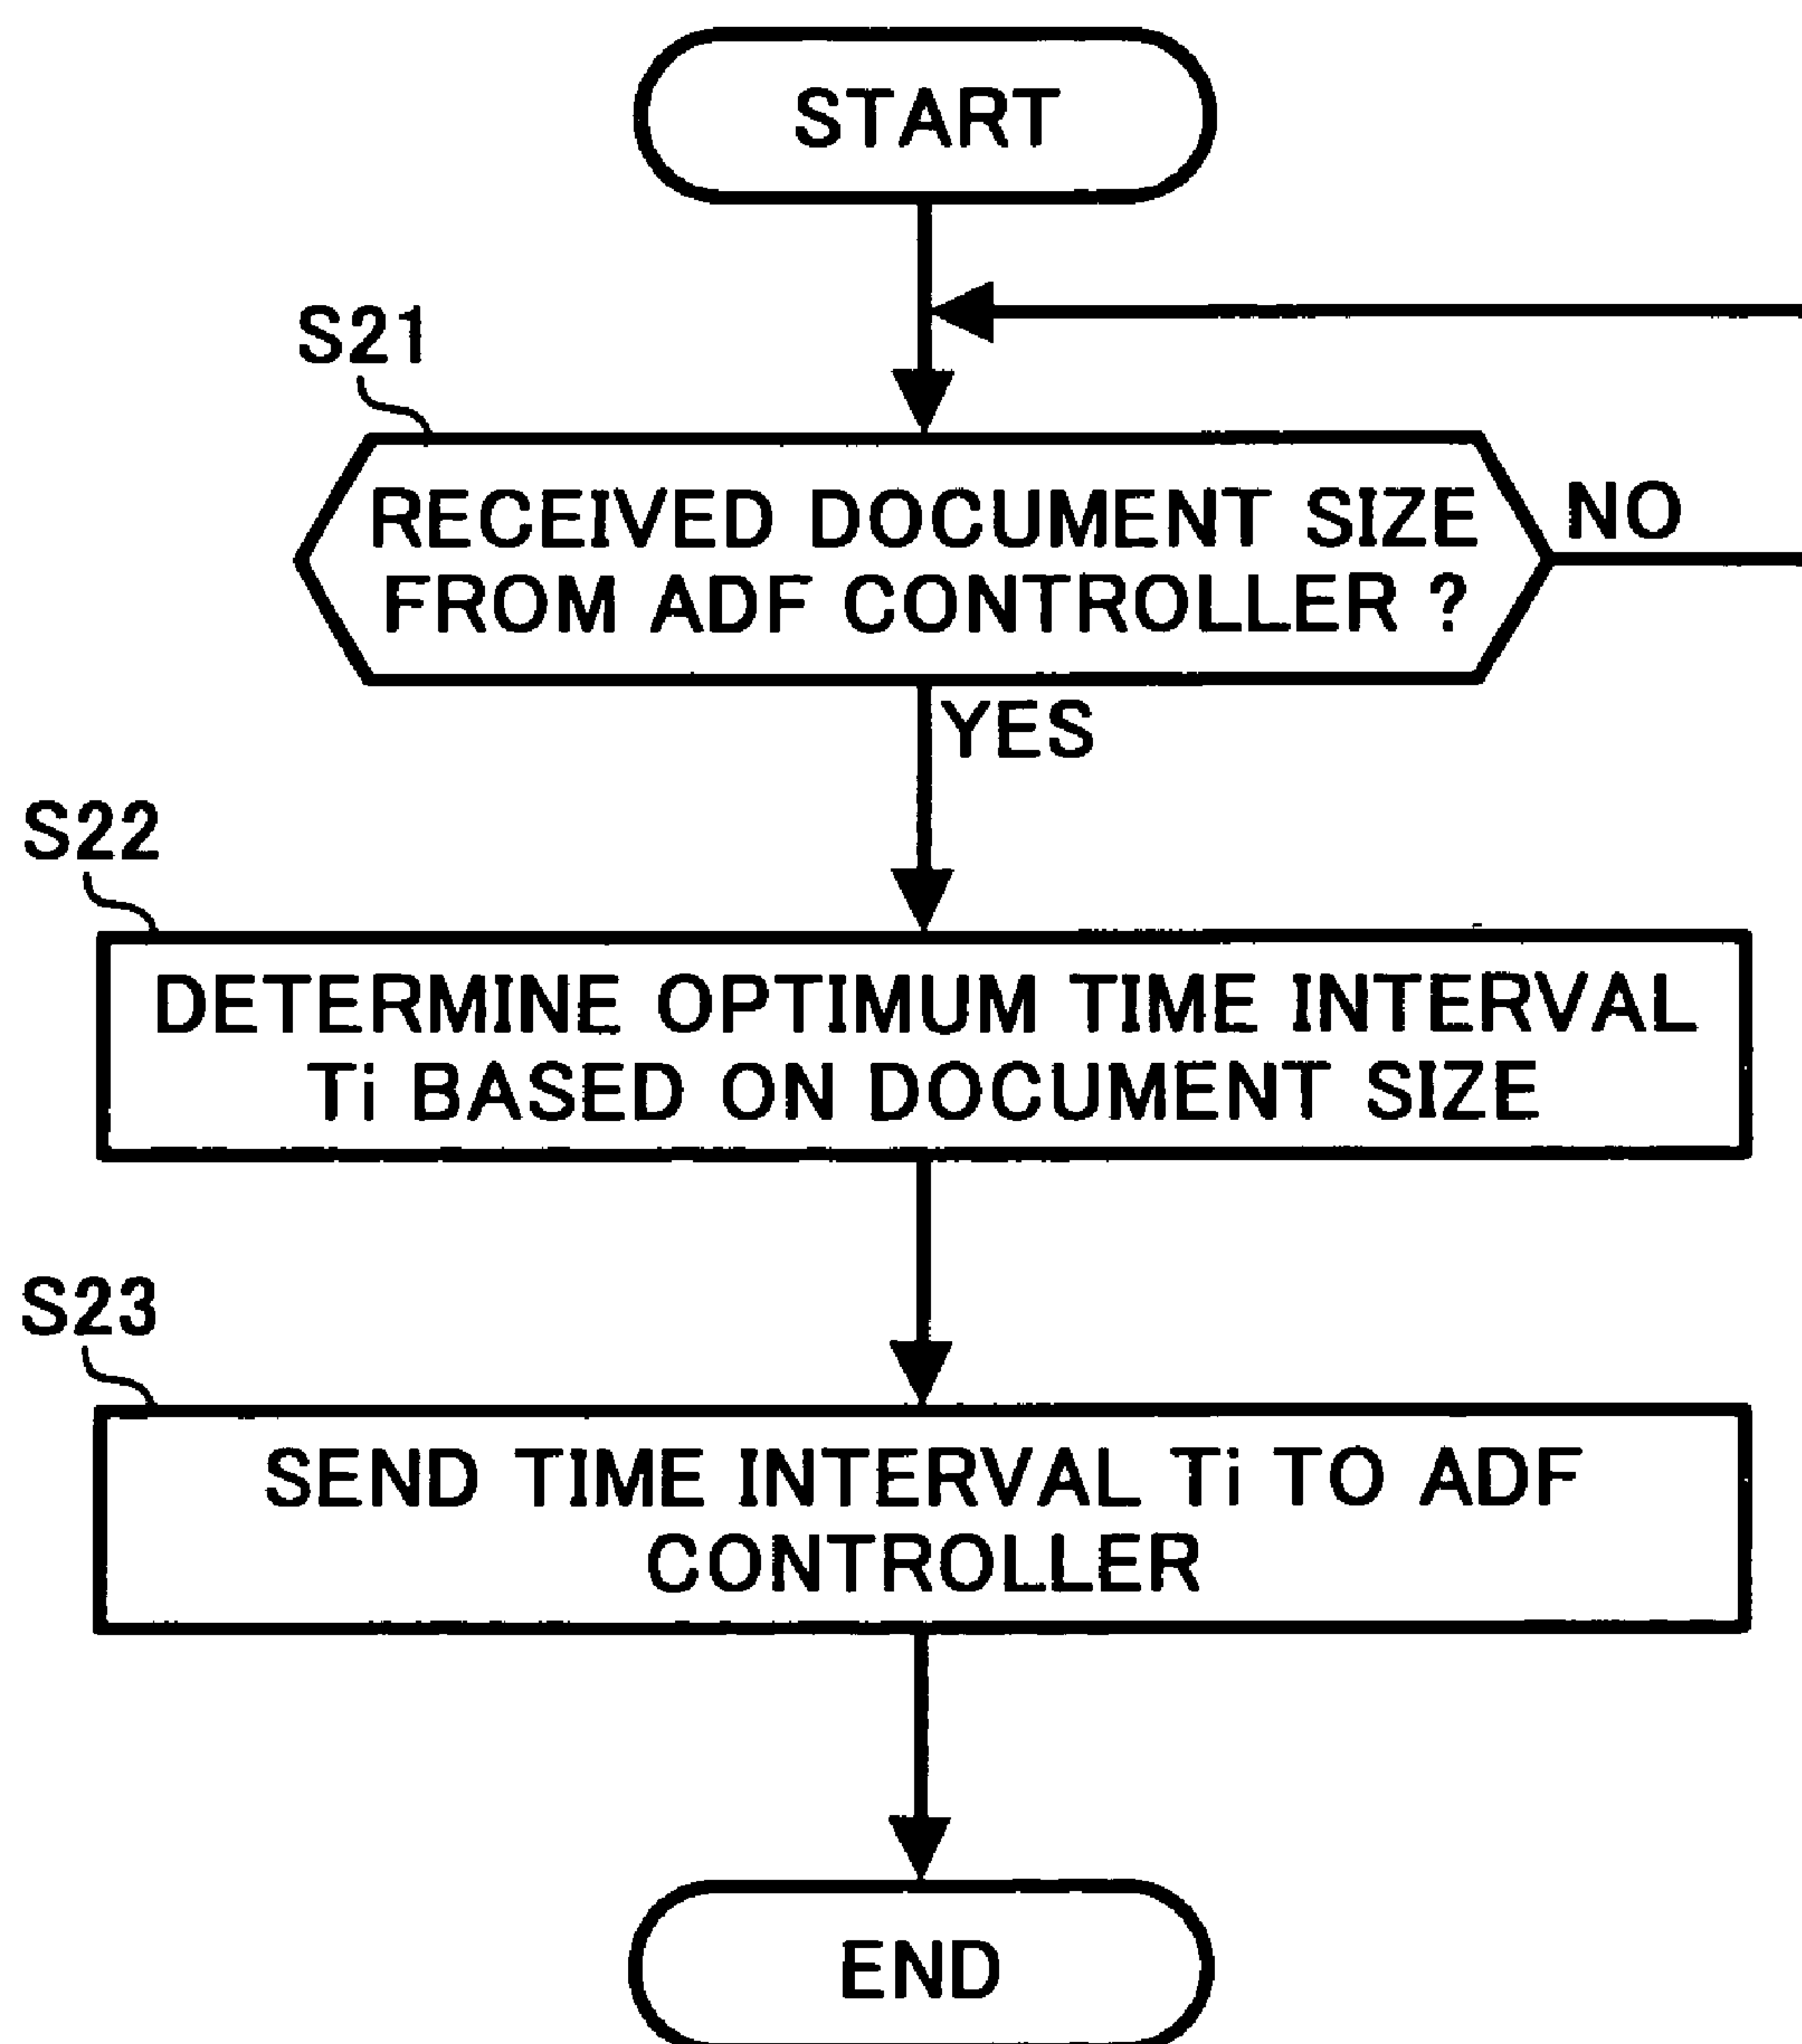 START
S21
RECEIVED DOCUMENT SIZE
FROM ADF CONTROLLER ?
NO
YES
S22
DETERMINE OPTIMUM TIME INTERVAL
Ti BASED ON DOCUMENT SIZE
S23
SEND TIME INTERVAL Ti TO ADF
CONTROLLER
END